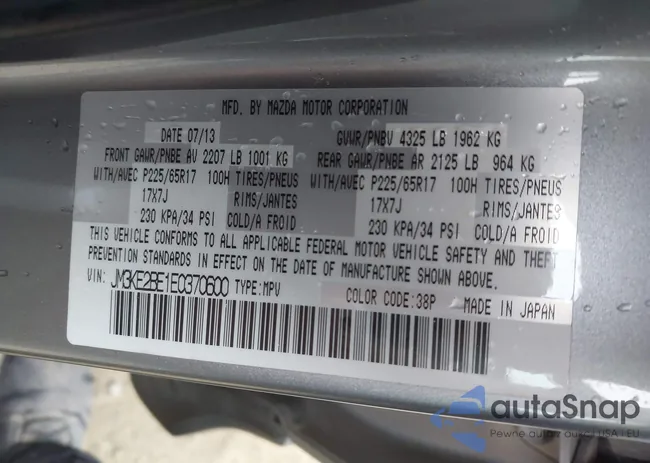 MFD. BY MAZDA MOTOR CORPORATION
DATE 07/13 GVWR/PNBV 4325 LB 1962 KG
FRONT GAWR/PNBE AV 2207 LB 1001 KG REAR GAWR/PNBE AR 2125 LB 964 KG
WITH/AVEC P225/65R17 100H TIRES/PNEUS WITH/AVEC P225/65R17 100H TIRES/PNEUS
17X7J RIMS/JANTES 17X7J RIMS/JANTES
230 KPA/34 PSI COLD/A FROID 230 KPA/34 PSI COLD/A FROID
THIS VEHICLE CONFORMS TO ALL APPLICABLE FEDERAL MOTOR VEHICLE SAFETY AND THEFT
PREVENTION STANDARDS IN EFFECT ON THE DATE OF MANUFACTURE SHOWN ABOVE.
VIN: JM3KE2BE1E0370600 TYPE:MPV COLOR CODE:38P MADE IN JAPAN
autoSnap
Pewne auto z USA - EU